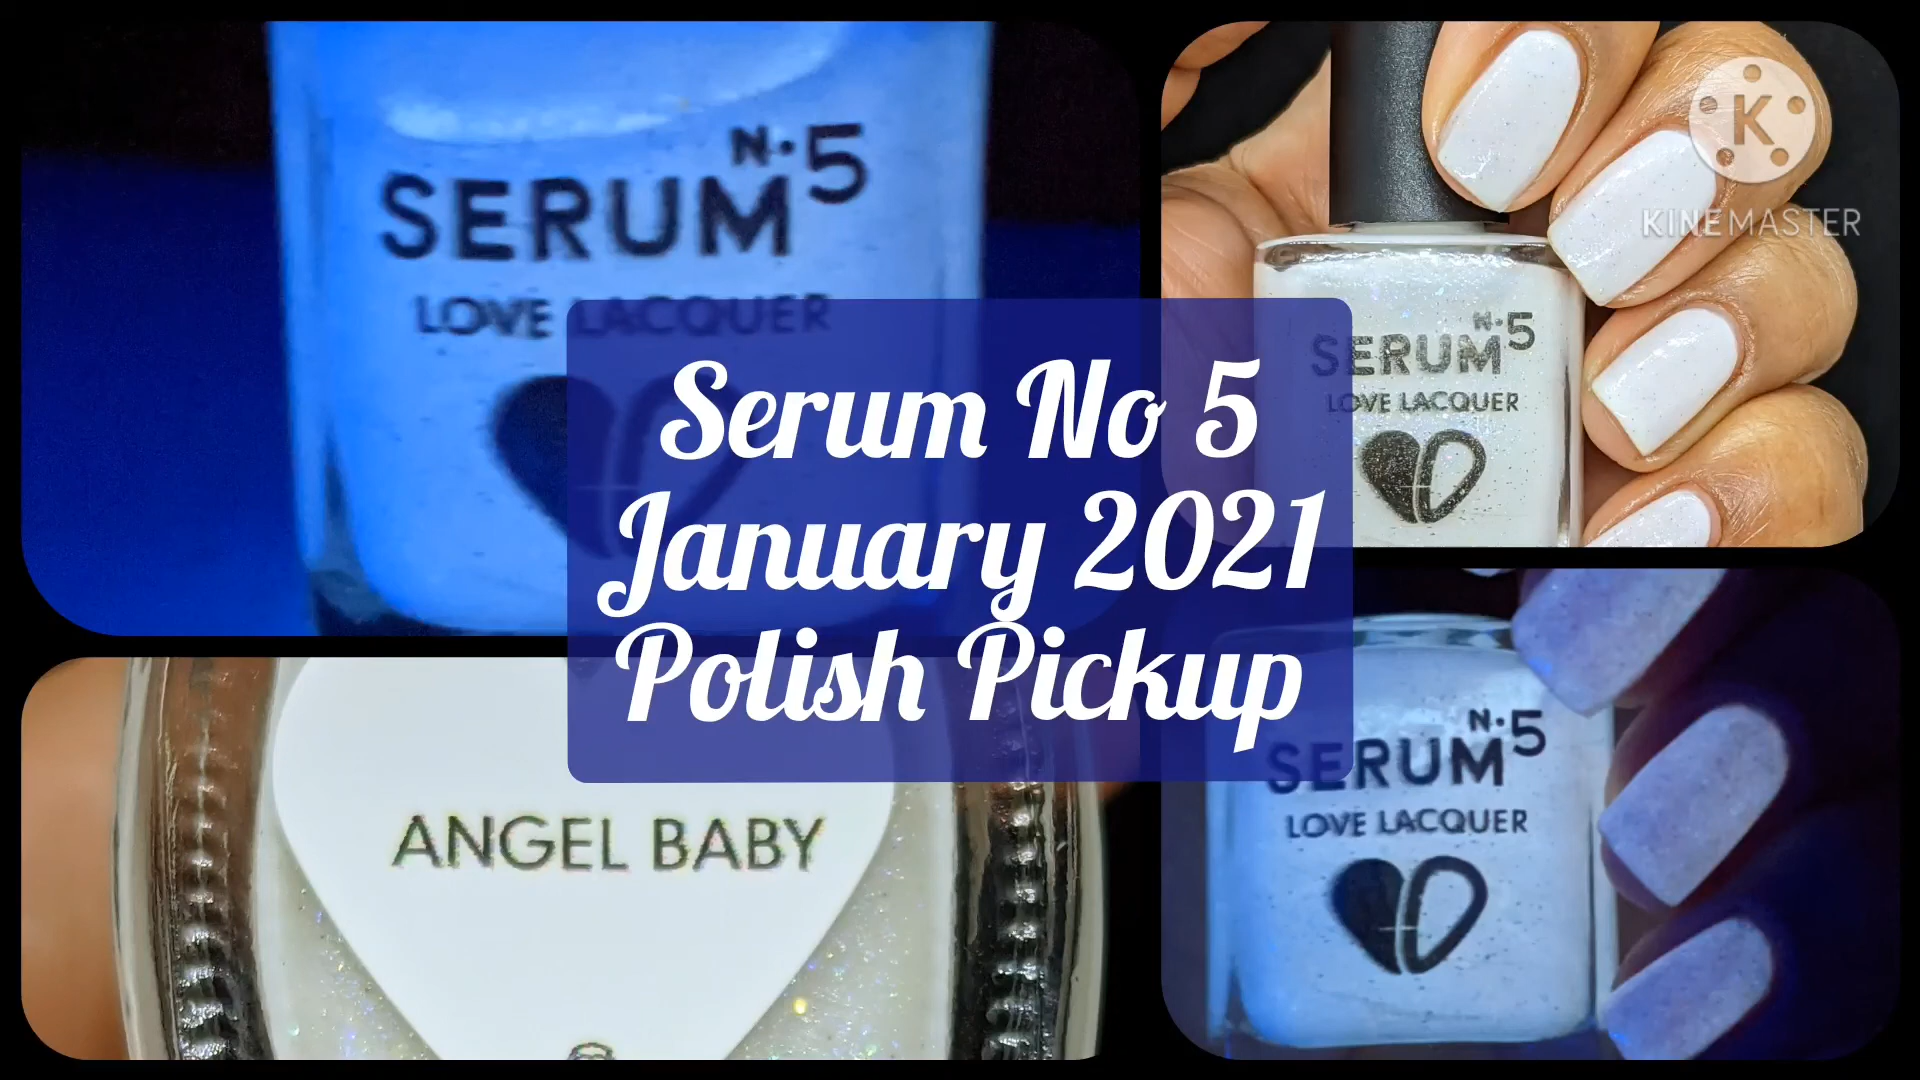 N•5
SERUM
LOVE LACQUER
K
KINEMASTER
N•5
SERUM
LOVE LACQUER
Serum No 5
January 2021
Polish Pickup
ANGEL BABY
N•5
SERUM
LOVE LACQUER